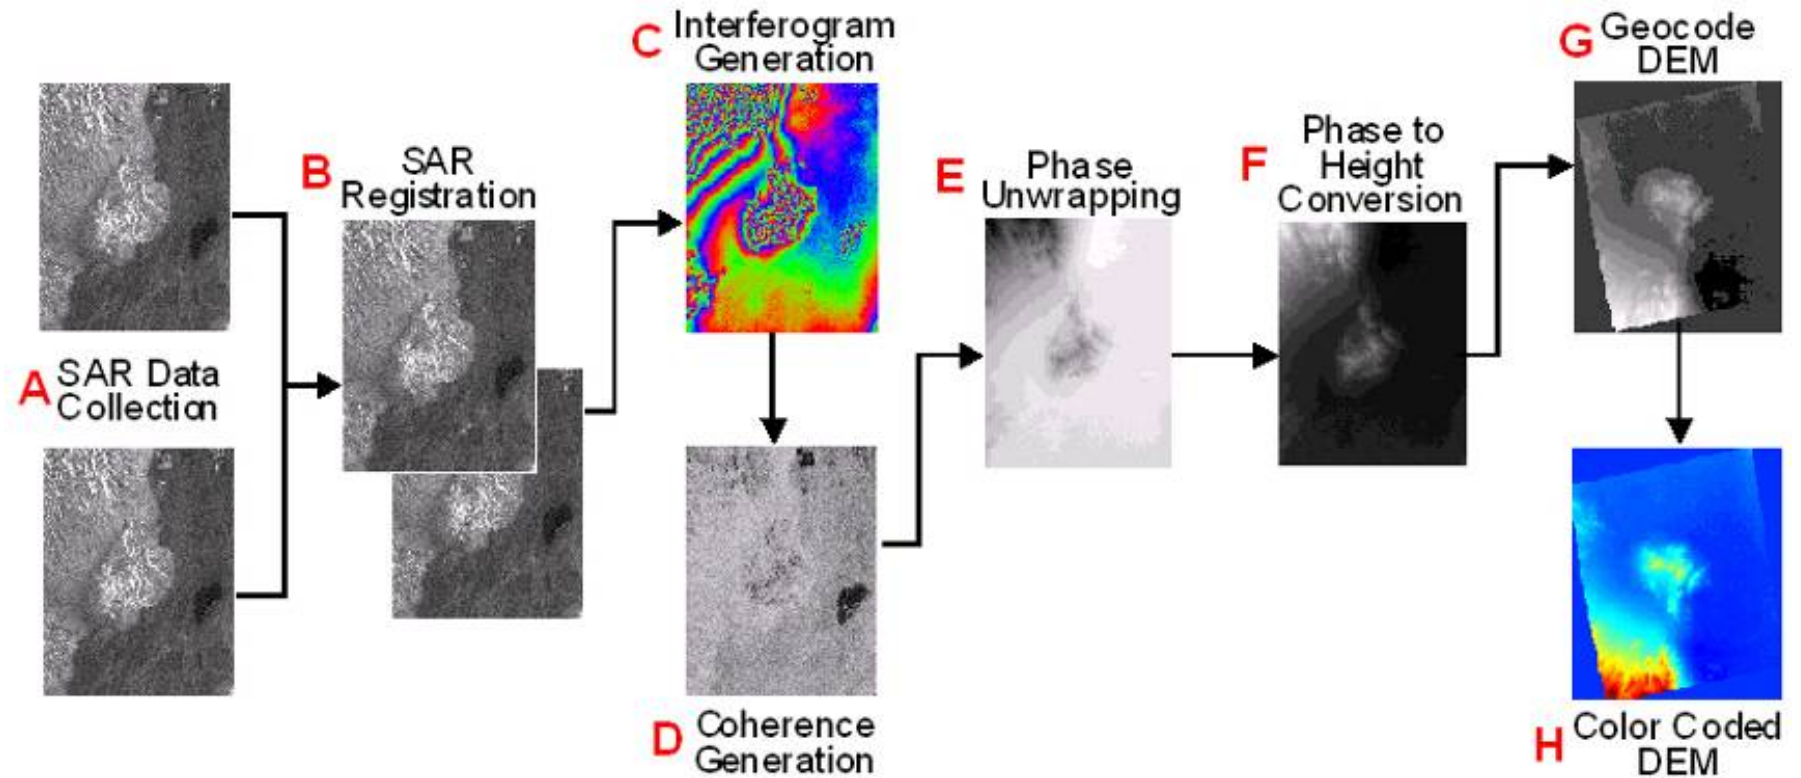 A SAR Data
Collection
B SAR
Registration
C Interferogram
Generation
D Coherence
Generation
E Phase
Unwrapping
F Phase to
Height
Conversion
G Geocode
DEM
H Color Coded
DEM